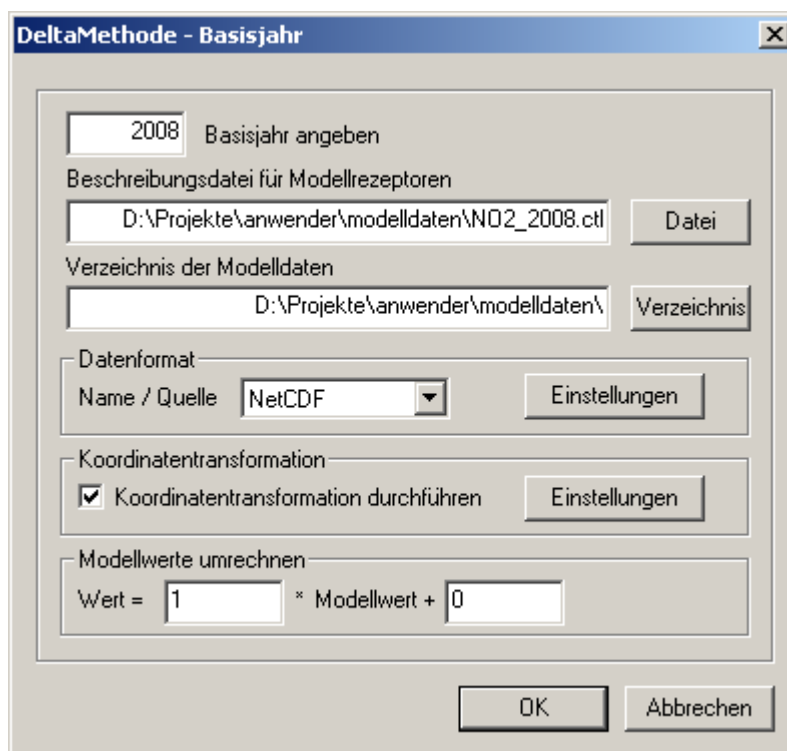 DeltaMethode - Basisjahr
2008 Basisjahr angeben
Beschreibungsdatei für Modellrezeptoren
D:\Projekte\anwender\modelldaten\NO2_2008.ctl Datei
Verzeichnis der Modelldaten
D:\Projekte\anwender\modelldaten\ Verzeichnis
Datenformat
Name / Quelle NetCDF Einstellungen
Koordinatentransformation
Koordinatentransformation durchführen Einstellungen
Modellwerte umrechnen
Wert = 1 * Modellwert + 0
OK Abbrechen